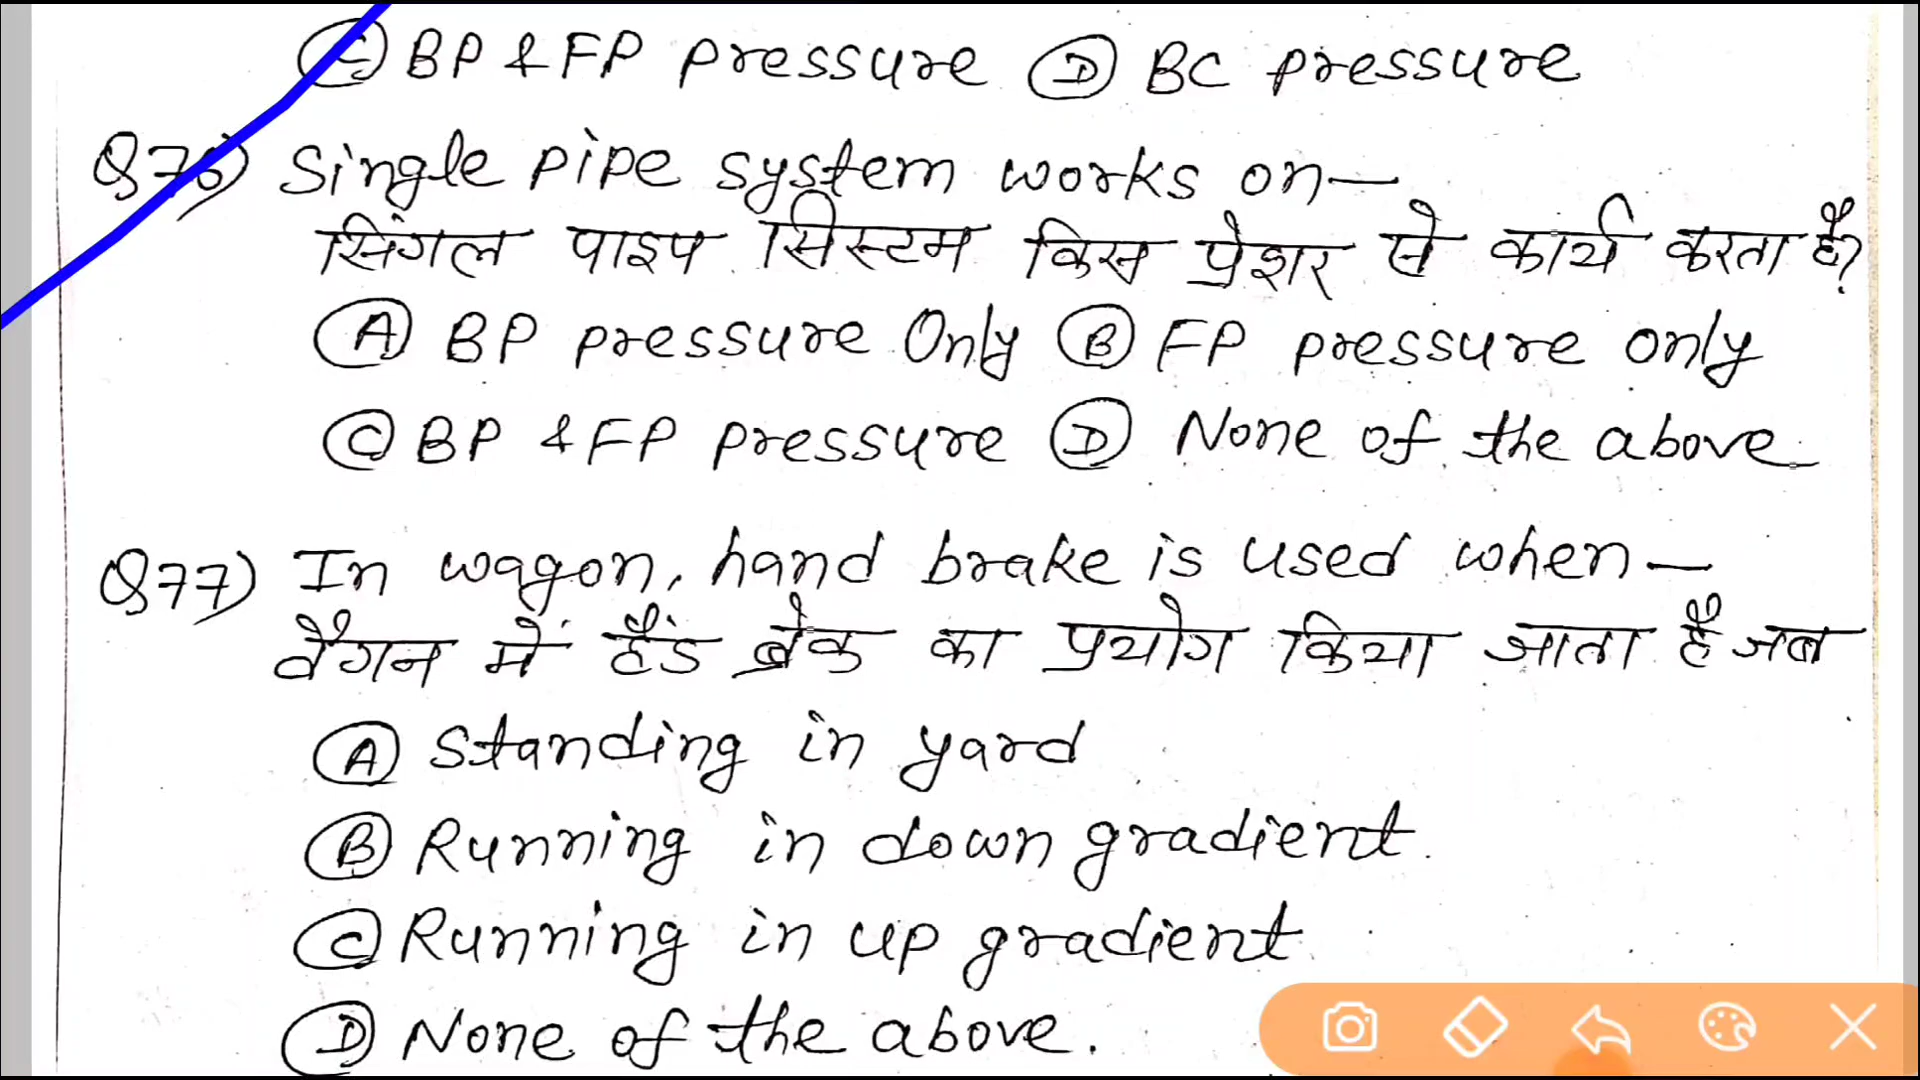 Ⓒ BP & FP pressure Ⓓ BC pressure
Q76) Single pipe system works on—
सिंगल पाइप सिस्टम किस प्रेशर से कार्य करता है?
Ⓐ BP pressure Only Ⓑ FP pressure only
Ⓒ BP & FP pressure Ⓓ None of the above.
Q77) In wagon, hand brake is used when—
वैगन में हैंड ब्रेक का प्रयोग किया जाता है जब
Ⓐ Standing in yard
Ⓑ Running in down gradient.
Ⓒ Running in up gradient.
Ⓓ None of the above.